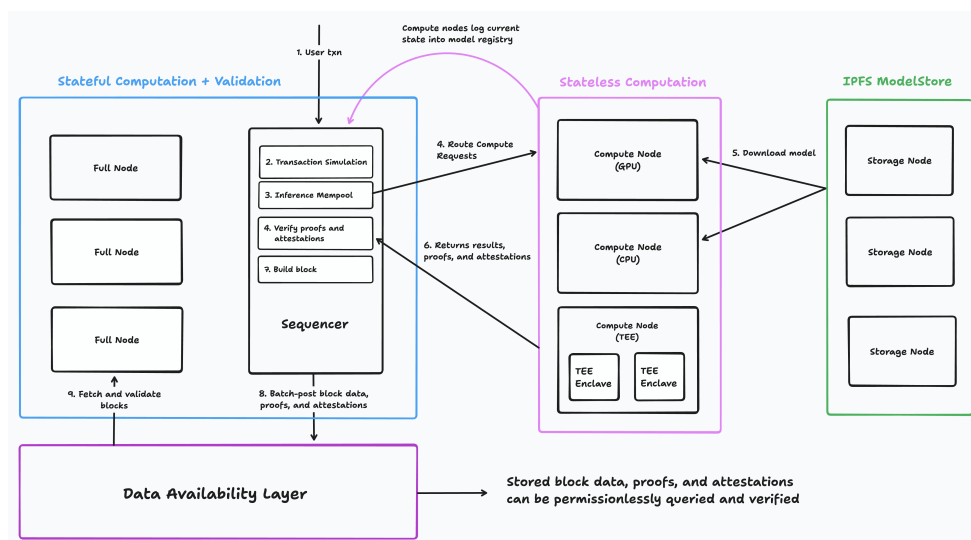 Compute nodes log current
state into model registry
1. User txn
Stateful Computation + Validation
Stateless Computation
IPFS ModelStore
Full Node
Full Node
Full Node
2. Transaction Simulation
3. Inference Mempool
4. Verify proofs and
attestations
7. Build block
Sequencer
4. Route Compute
Requests
6. Returns results,
proofs, and attestations
Compute Node
(GPU)
Compute Node
(CPU)
Compute Node
(TEE)
TEE
Enclave
TEE
Enclave
5. Download model
Storage Node
Storage Node
Storage Node
9. Fetch and validate
blocks
8. Batch-post block data,
proofs, and attestations
Data Availability Layer
Stored block data, proofs, and attestations
can be permissionlessly queried and verified